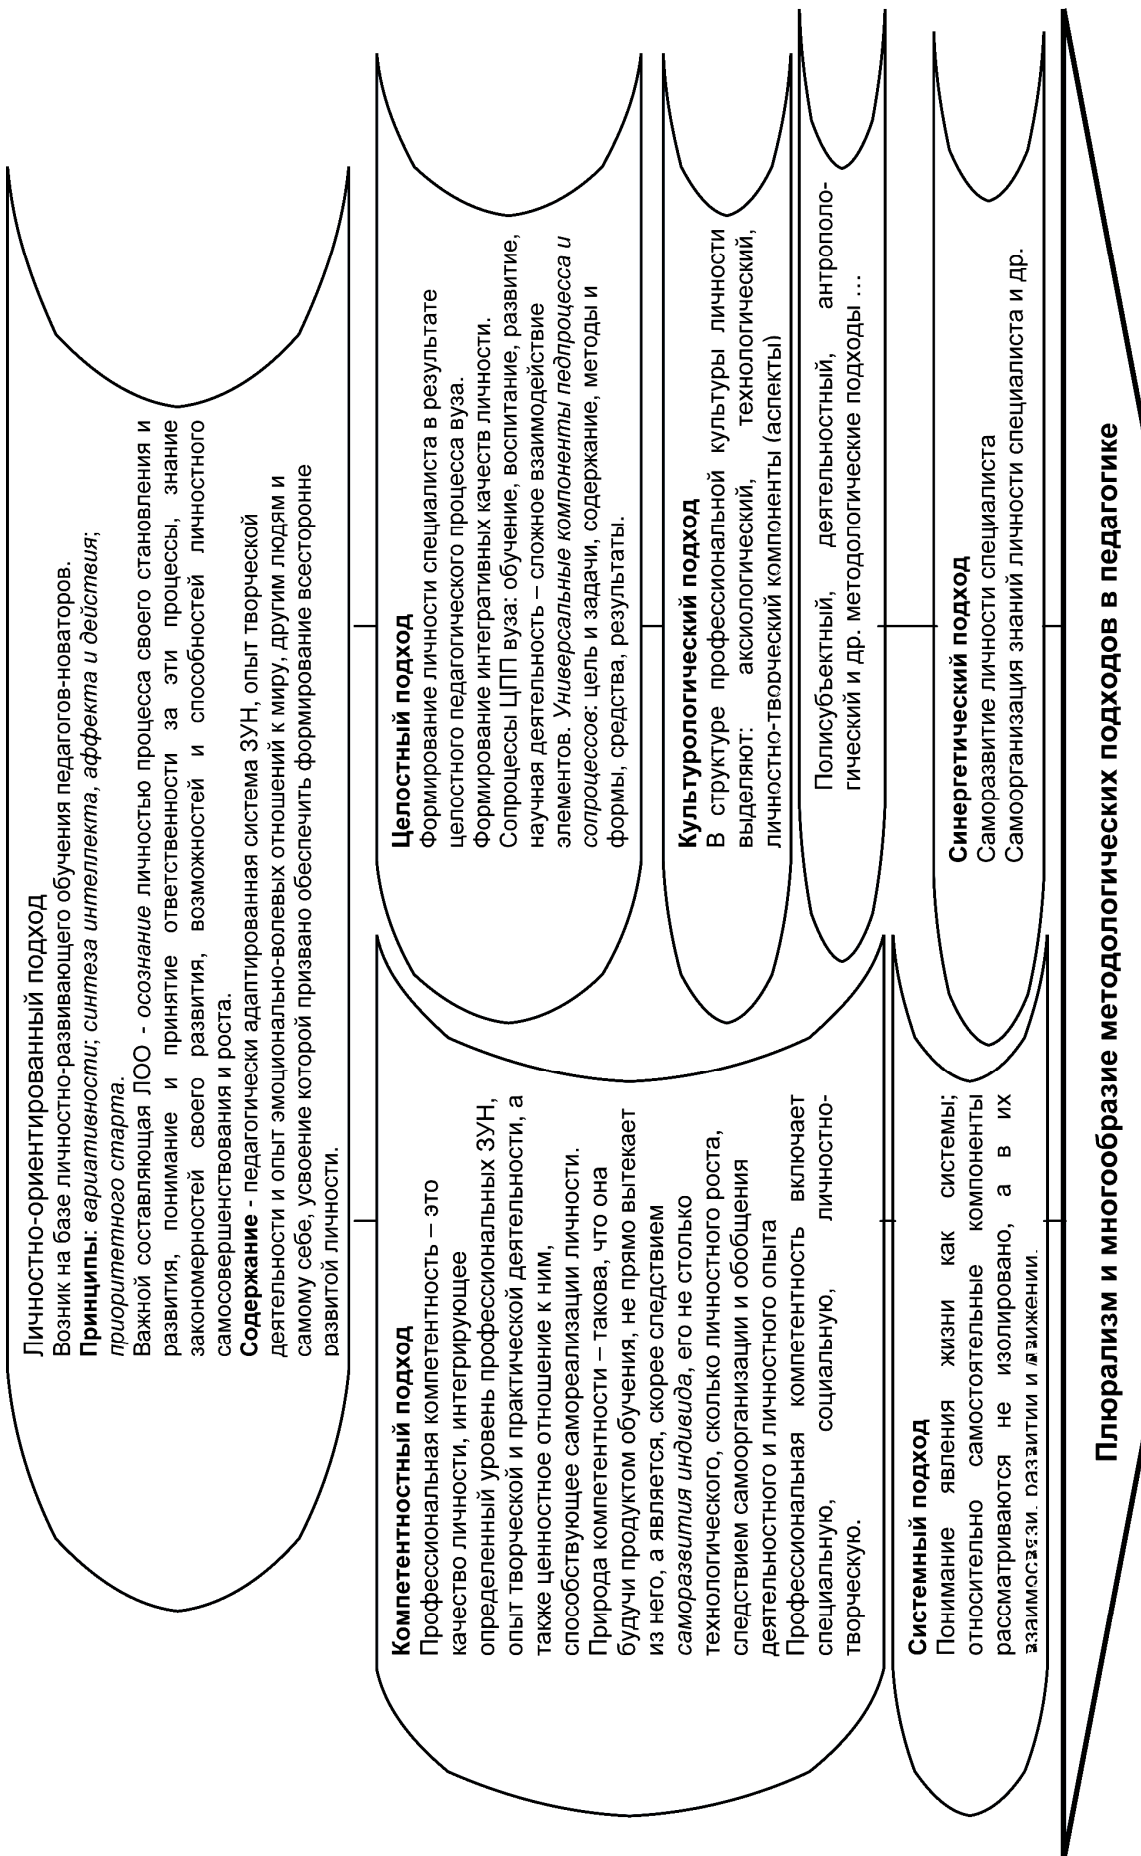 Личностно-ориентированный подход
Возник на базе личностно-развивающего обучения педагогов-новаторов.
Принципы: вариативности; синтеза интеллекта, аффекта и действия;
приоритетного старта.
Важной составляющая ЛОО - осознание личностью процесса своего становления и
развития, понимание и принятие ответственности за эти процессы, знание
закономерностей своего развития, возможностей и способностей личностного
самосовершенствования и роста.
Содержание - педагогически адаптированная система ЗУН, опыт творческой
деятельности и опыт эмоционально-волевых отношений к миру, другим людям и
самому себе, усвоение которой призвано обеспечить формирование всесторонне
развитой личности.
Компетентностный подход
Профессиональная компетентность – это
качество личности, интегрирующее
определенный уровень профессиональных ЗУН,
опыт творческой и практической деятельности, а
также ценностное отношение к ним,
способствующее самореализации личности.
Природа компетентности – такова, что она
будучи продуктом обучения, не прямо вытекает
из него, а является, скорее следствием
саморазвития индивида, его не столько
технологического, сколько личностного роста,
следствием самоорганизации и обобщения
деятельностного и личностного опыта
Профессиональная компетентность включает
специальную, социальную, личностно-
творческую.
Целостный подход
Формирование личности специалиста в результате
целостного педагогического процесса вуза.
Формирование интегративных качеств личности.
Сопроцессы ЦПП вуза: обучение, воспитание, развитие,
научная деятельность – сложное взаимодействие
элементов. Универсальные компоненты педпроцесса и
сопроцессов: цель и задачи, содержание, методы и
формы, средства, результаты.
Культурологический подход
В структуре профессиональной культуры личности
выделяют: аксиологический, технологический,
личностно-творческий компоненты (аспекты)
Полисубъектный, деятельностный, антрополо-
гический и др. методологические подходы ...
Системный подход
Понимание явления жизни как системы;
относительно самостоятельные компоненты
рассматриваются не изолировано, а в их
взаимосвязи, развитии и движении.
Синергетический подход
Саморазвитие личности специалиста
Самоорганизация знаний личности специалиста и др.
Плюрализм и многообразие методологических подходов в педагогике